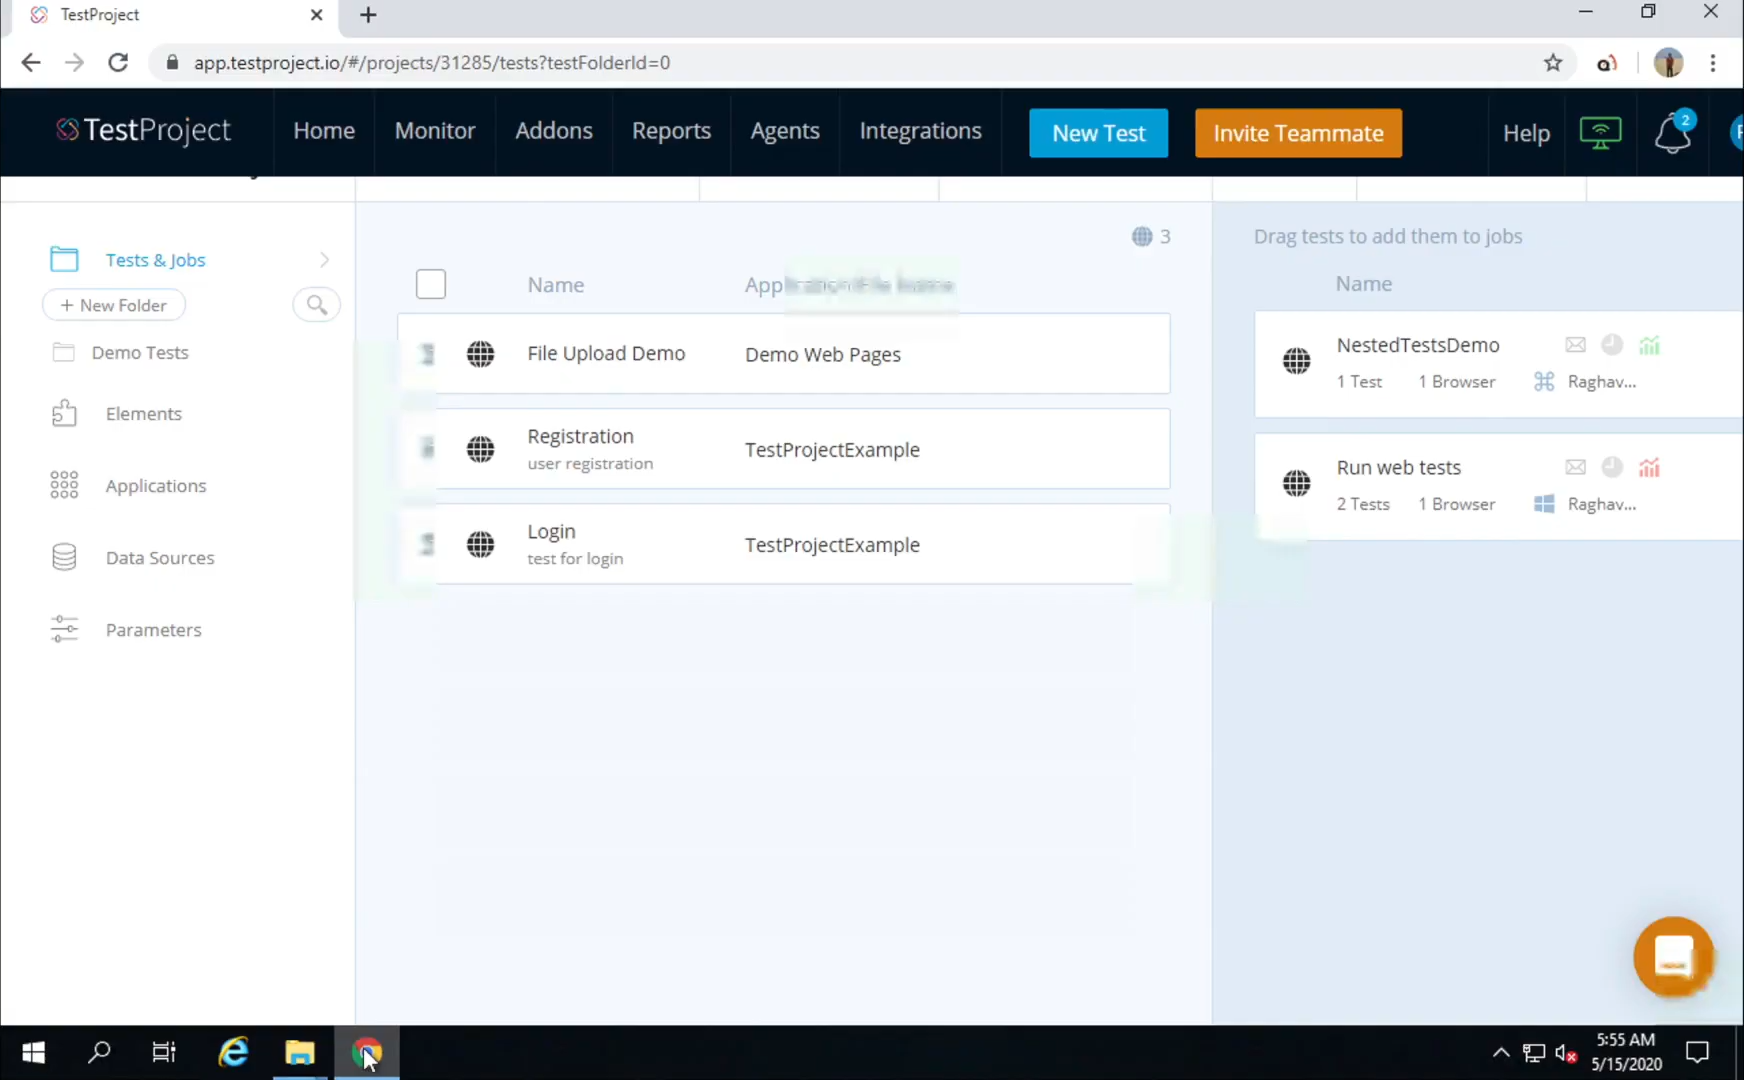 TestProject
app.testproject.io/#/projects/31285/tests?testFolderId=0
TestProject Home Monitor Addons Reports Agents Integrations New Test Invite Teammate Help 2
Tests & Jobs
+ New Folder
Demo Tests
Elements
Applications
Data Sources
Parameters
3
Name
File Upload Demo Demo Web Pages
Registration
user registration
TestProjectExample
Login
test for login
TestProjectExample
Drag tests to add them to jobs
Name
NestedTestsDemo
1 Test 1 Browser Raghav...
Run web tests
2 Tests 1 Browser Raghav...
5:55 AM
5/15/2020